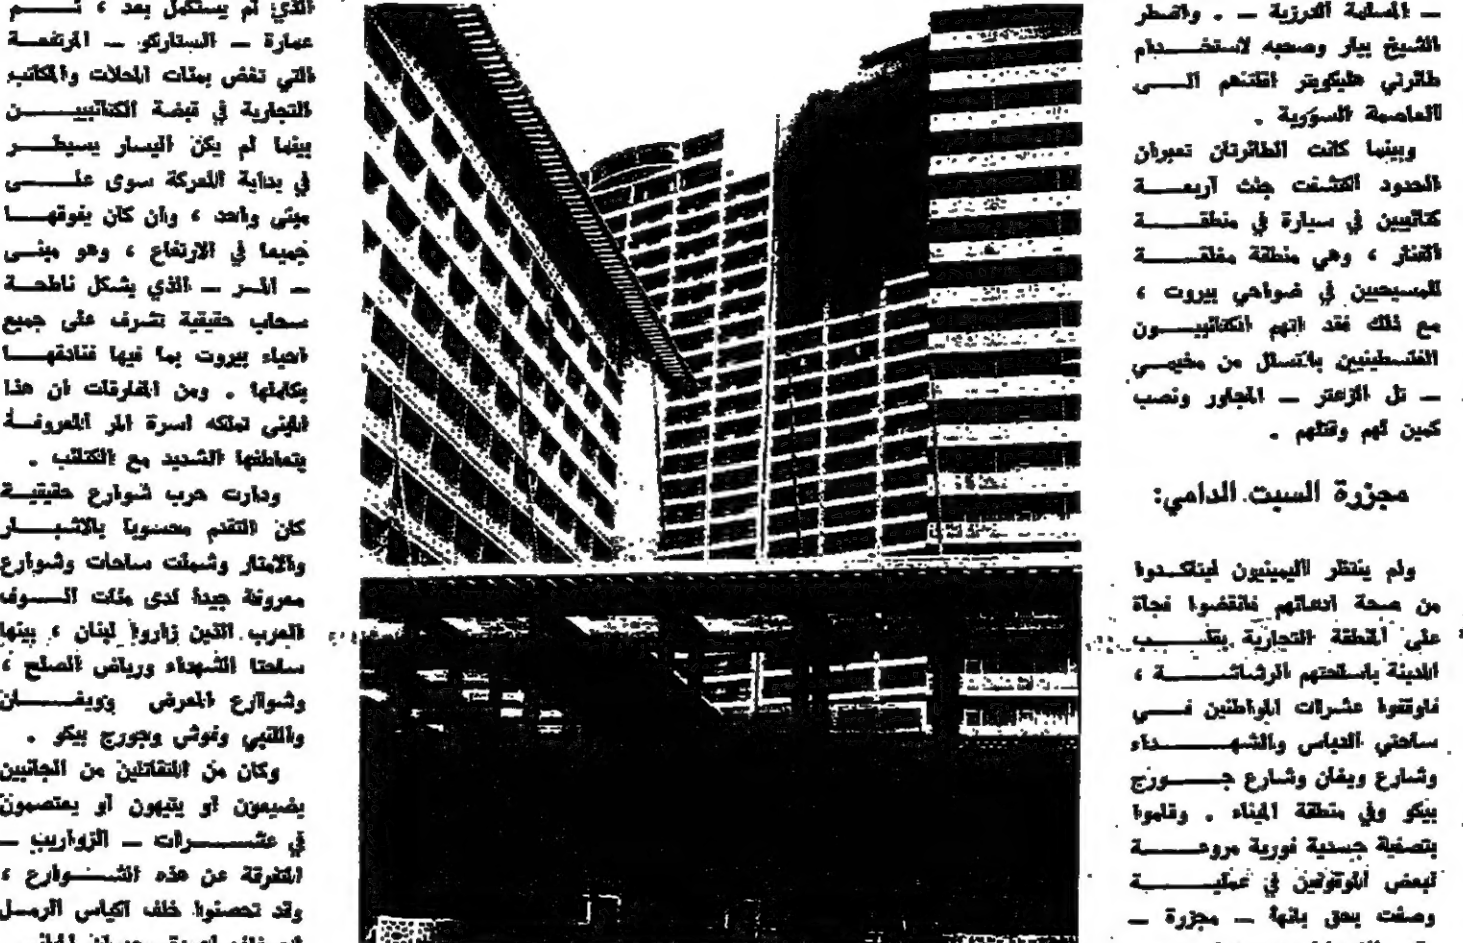 — المسلمة الدرزية — . واضطر
الشيخ بيار وصحبه لاستخدام
طائرتي هليكوبتر اقلتهم الى
العاصمة السورية .
وبينما كانت الطائرتان تعبران
الحدود اكتشفت جثث اربعة
كتائبيين في سيارة في منطقة
الفنار ، وهي منطقة مغلقة
للمسيحيين في ضواحي بيروت ،
مع ذلك فقد اتهم الكتائبيون
الفلسطينيين بالتسلل من مخيم
— تل الزعتر — المجاور ونصب
كمين لهم وقتلهم .
مجزرة السبت الدامي:
ولم ينتظر اليمينيون ليتاكدوا
من صحة ادعائهم فانقضوا فجاة
على المنطقة التجارية بقلب
المدينة باسلحتهم الرشاشة ،
فاوقفوا عشرات المواطنين في
ساحتي الدباس والشهداء
وشارع ويغان وشارع جورج
بيكو وفي منطقة الميناء . وقاموا
بتصفية جسدية فورية مروعة
لبعض الموقوفين في عملية
وصفت بحق بانها — مجزرة —
الذي لم يستكمل بعد ، ثم
عمارة — الستاركو — المرتفعة
التي تغص بمئات المحلات والمكاتب
التجارية في قبضة الكتائبيين
بينما لم يكن اليسار يسيطر
في بداية المعركة سوى على
مبنى واحد ، وان كان يفوقها
جميعا في الارتفاع ، وهو مبنى
— المر — الذي يشكل ناطحة
سحاب حقيقية تشرف على جميع
احياء بيروت بما فيها فنادقها
بكاملها . ومن المفارقات ان هذا
المبنى تملكه اسرة المر المعروفة
بتعاطفها الشديد مع الكتائب .
ودارت حرب شوارع حقيقية
كان التقدم محسوبا بالاشبار
والامتار وشملت ساحات وشوارع
معروفة جيدا لدى مئات الوف
العرب الذين زاروا لبنان ، بينها
ساحتا الشهداء ورياض الصلح ،
وشوارع المعرض وويغان
واللنبي وفوش وجورج بيكو .
وكان من المتقاتلين من الجانبين
يضيعون او يتيهون او يعتصمون
في عشرات — الزواريب —
المتفرقة عن هذه الشوارع ،
وقد تحصنوا خلف اكياس الرمل